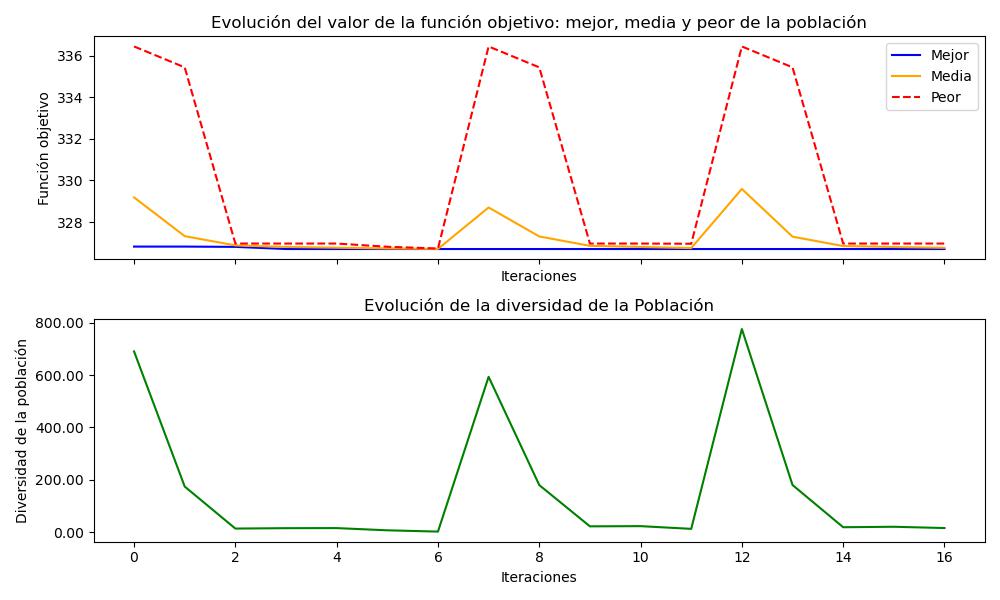 Evolución del valor de la función objetivo: mejor, media y peor de la población
336
334
332
330
328
Función objetivo
Mejor
Media
Peor
Iteraciones
Evolución de la diversidad de la Población
800.00
600.00
400.00
200.00
0.00
Diversidad de la población
0 2 4 6 8 10 12 14 16
Iteraciones